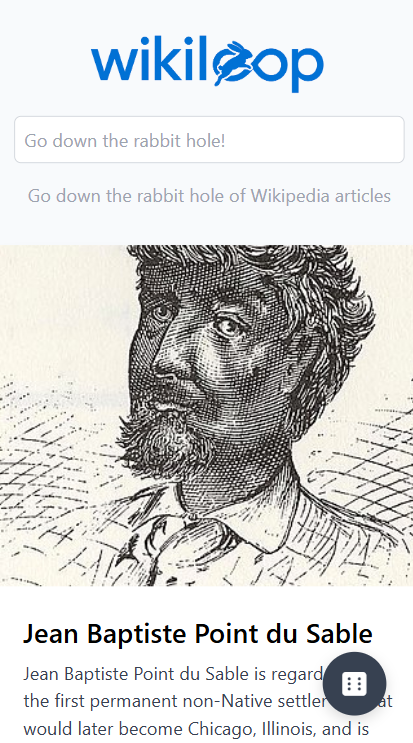 wikiloop
Go down the rabbit hole!
Go down the rabbit hole of Wikipedia articles
Jean Baptiste Point du Sable
Jean Baptiste Point du Sable is regard
the first permanent non-Native settler at
would later become Chicago, Illinois, and is